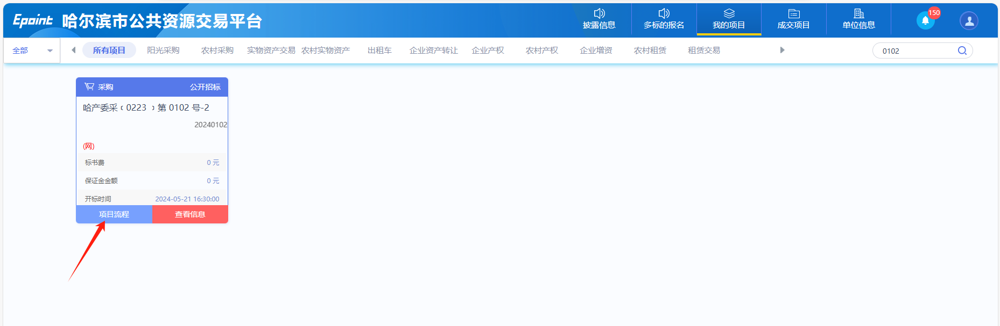 Epoint 哈尔滨市公共资源交易平台
披露信息 多标的报名 我的项目 成交项目 单位信息 150
全部 所有项目 阳光采购 农村采购 实物资产交易 农村实物资产 出租车 企业资产转让 企业产权 农村产权 企业增资 农村租赁 租赁交易 0102
采购 公开招标
哈产委采﹝0223 ﹞第 0102 号-2
20240102
(网)
标书费 0 元
保证金金额 0 元
开标时间 2024-05-21 16:30:00
项目流程 查看信息